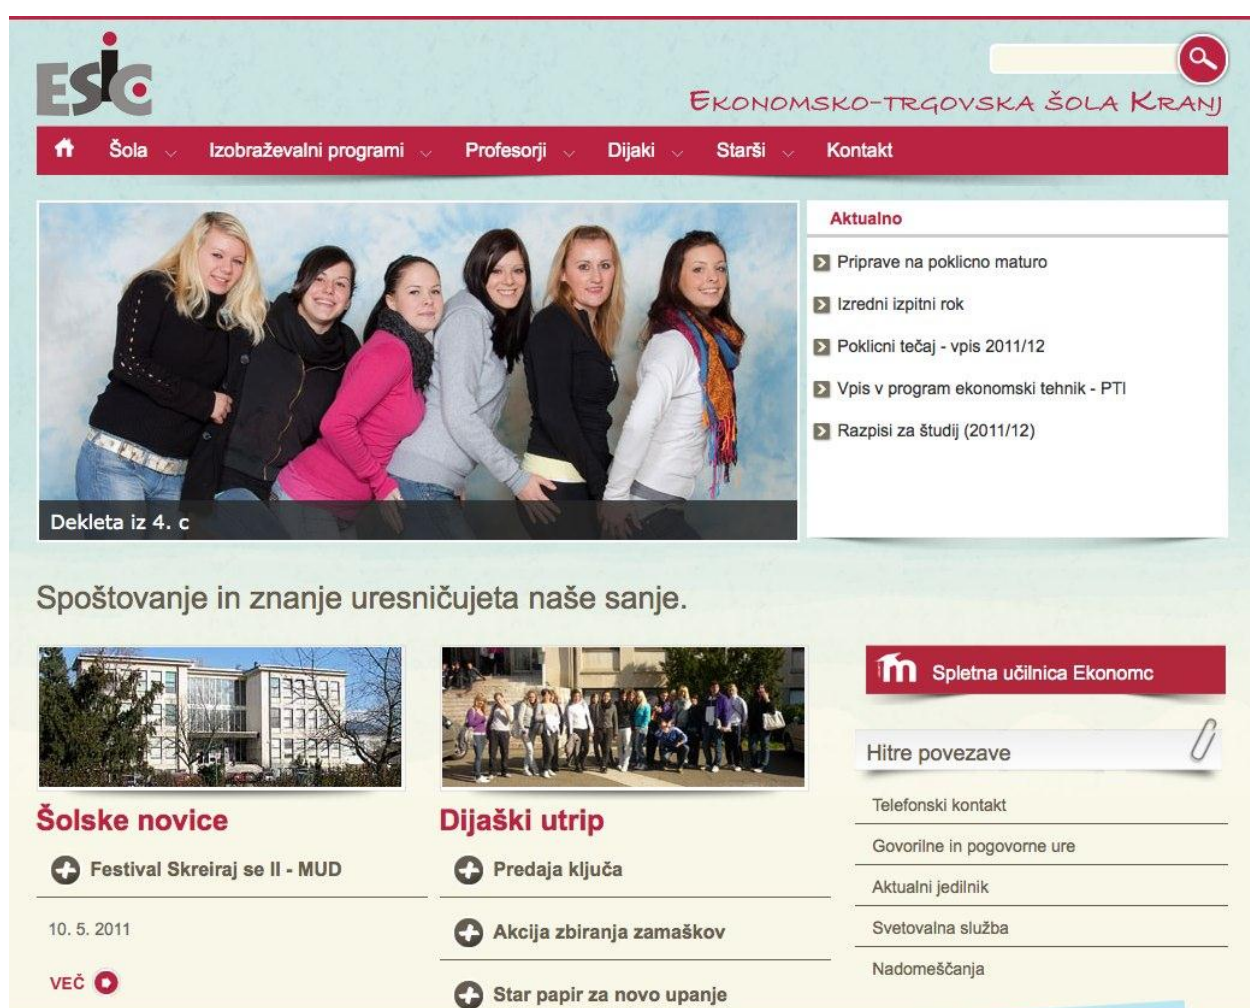 ESIC
Ekonomsko-trgovska šola Kranj
Šola
Izobraževalni programi
Profesorji
Dijaki
Starši
Kontakt
Dekleta iz 4. c
Aktualno
Priprave na poklicno maturo
Izredni izpitni rok
Poklicni tečaj - vpis 2011/12
Vpis v program ekonomski tehnik - PTI
Razpisi za študij (2011/12)
Spoštovanje in znanje uresničujeta naše sanje.
Šolske novice
Festival Skreiraj se II - MUD
10. 5. 2011
VEČ
Dijaški utrip
Predaja ključa
Akcija zbiranja zamaškov
Star papir za novo upanje
m Spletna učilnica Ekonomc
Hitre povezave
Telefonski kontakt
Govorilne in pogovorne ure
Aktualni jedilnik
Svetovalna služba
Nadomeščanja